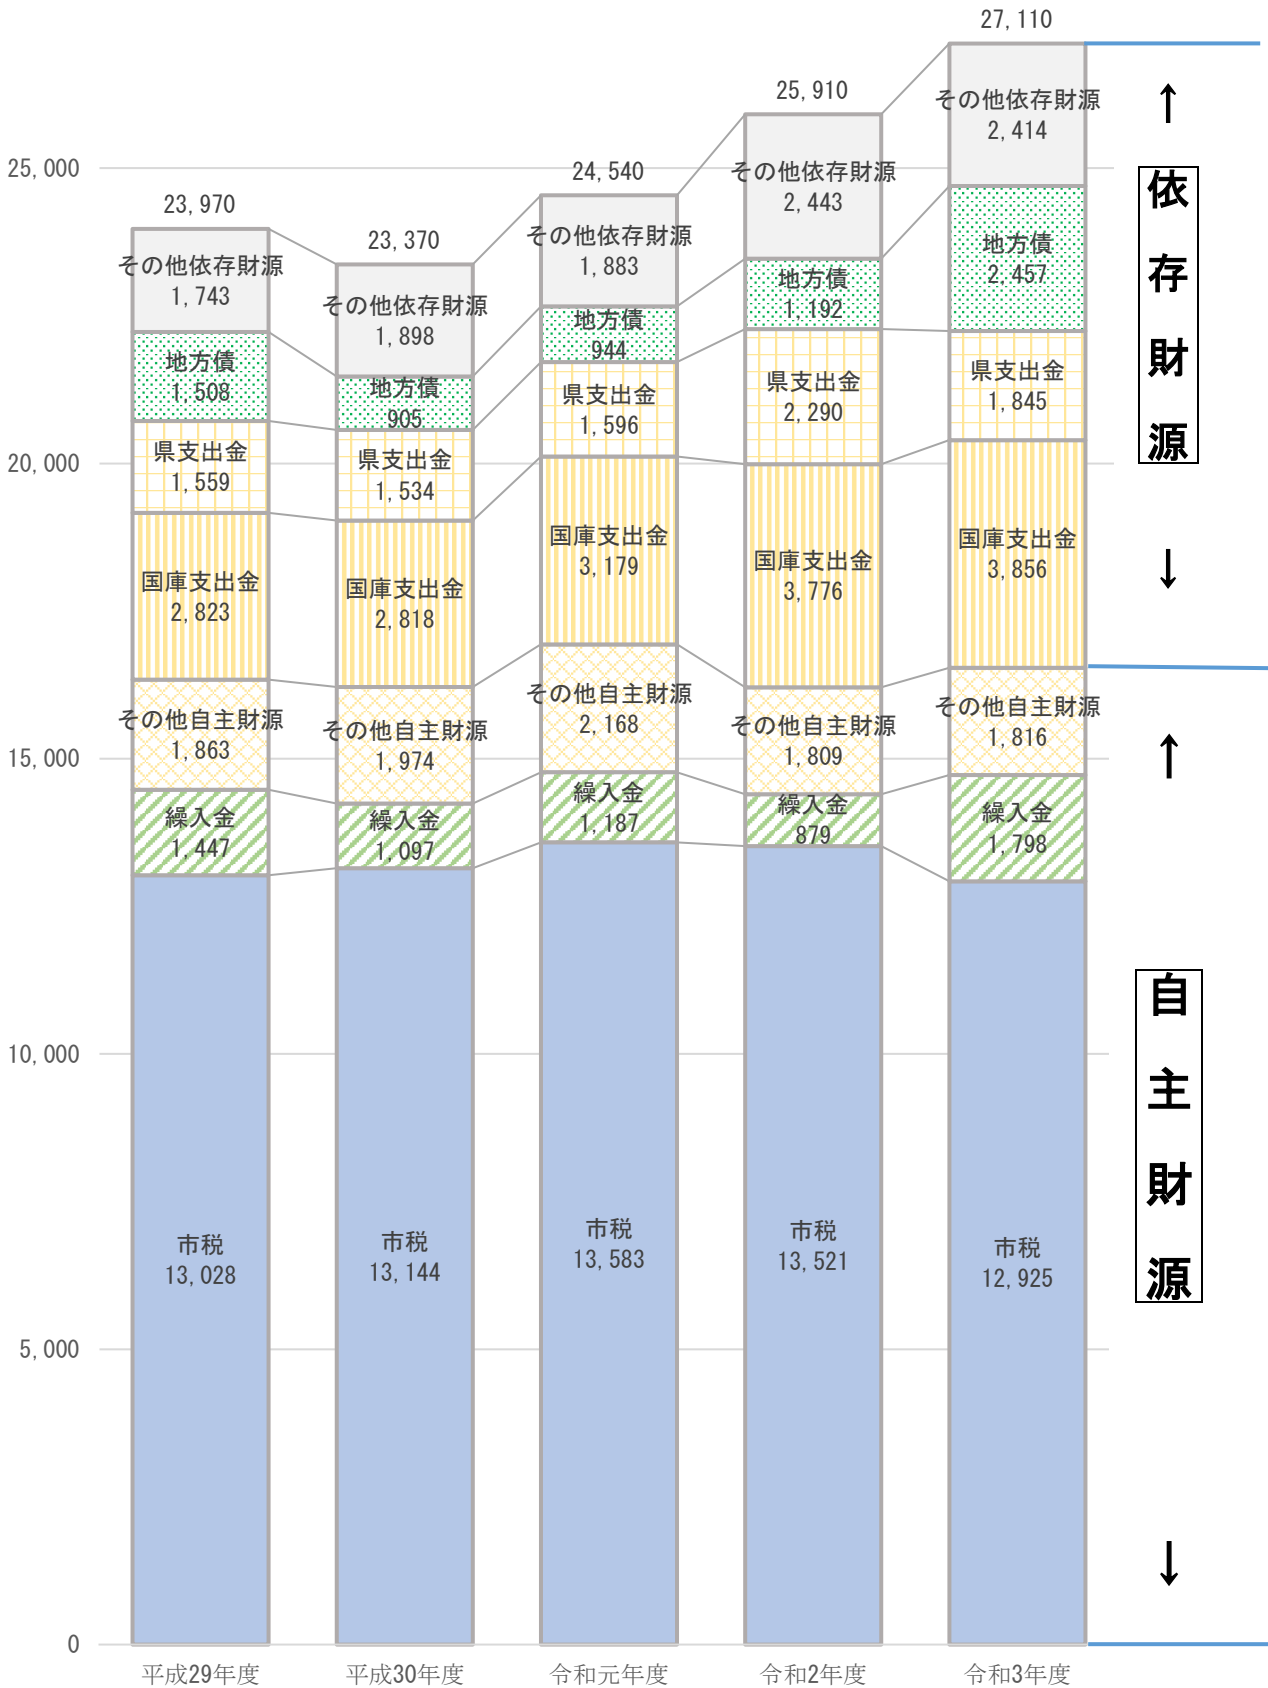 27,110
25,910
24,540
23,970
23,370
25,000
20,000
15,000
10,000
5,000
0
その他依存財源
1,743
地方債
1,508
県支出金
1,559
国庫支出金
2,823
その他自主財源
1,863
繰入金
1,447
市税
13,028
平成29年度
その他依存財源
1,898
地方債
905
県支出金
1,534
国庫支出金
2,818
その他自主財源
1,974
繰入金
1,097
市税
13,144
平成30年度
その他依存財源
1,883
地方債
944
県支出金
1,596
国庫支出金
3,179
その他自主財源
2,168
繰入金
1,187
市税
13,583
令和元年度
その他依存財源
2,443
地方債
1,192
県支出金
2,290
国庫支出金
3,776
その他自主財源
1,809
繰入金
879
市税
13,521
令和2年度
その他依存財源
2,414
地方債
2,457
県支出金
1,845
国庫支出金
3,856
その他自主財源
1,816
繰入金
1,798
市税
12,925
令和3年度
↑
依存財源
↓
↑
自主財源
↓